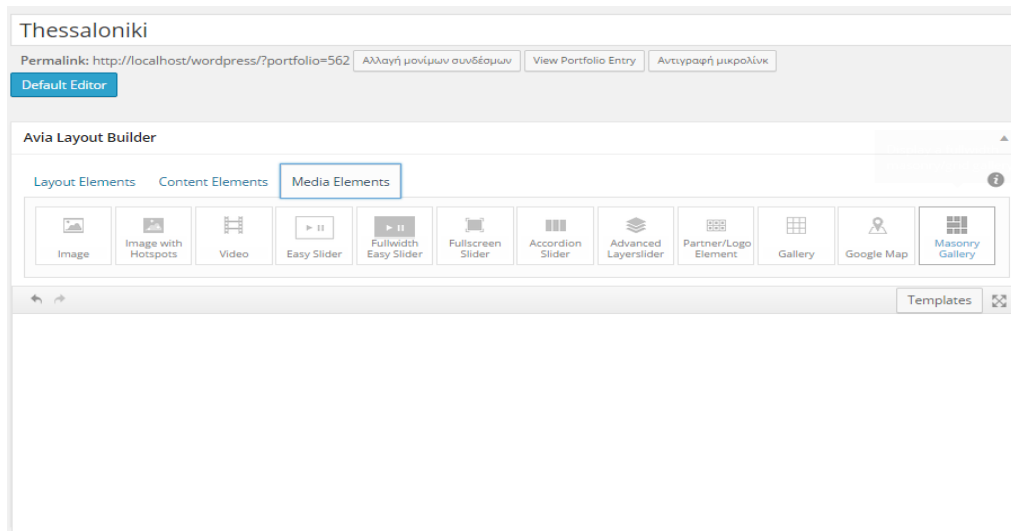 Thessaloniki
Permalink: http://localhost/wordpress/?portfolio=562 Αλλαγή μονίμων συνδέσμων View Portfolio Entry Αντιγραφή μικρολίνκ
Default Editor
Avia Layout Builder
Layout Elements Content Elements Media Elements
Image
Image with
Hotspots
Video
Easy Slider
Fullwidth
Easy Slider
Fullscreen
Slider
Accordion
Slider
Advanced
Layerslider
Partner/Logo
Element
Gallery
Google Map
Masonry
Gallery
Templates